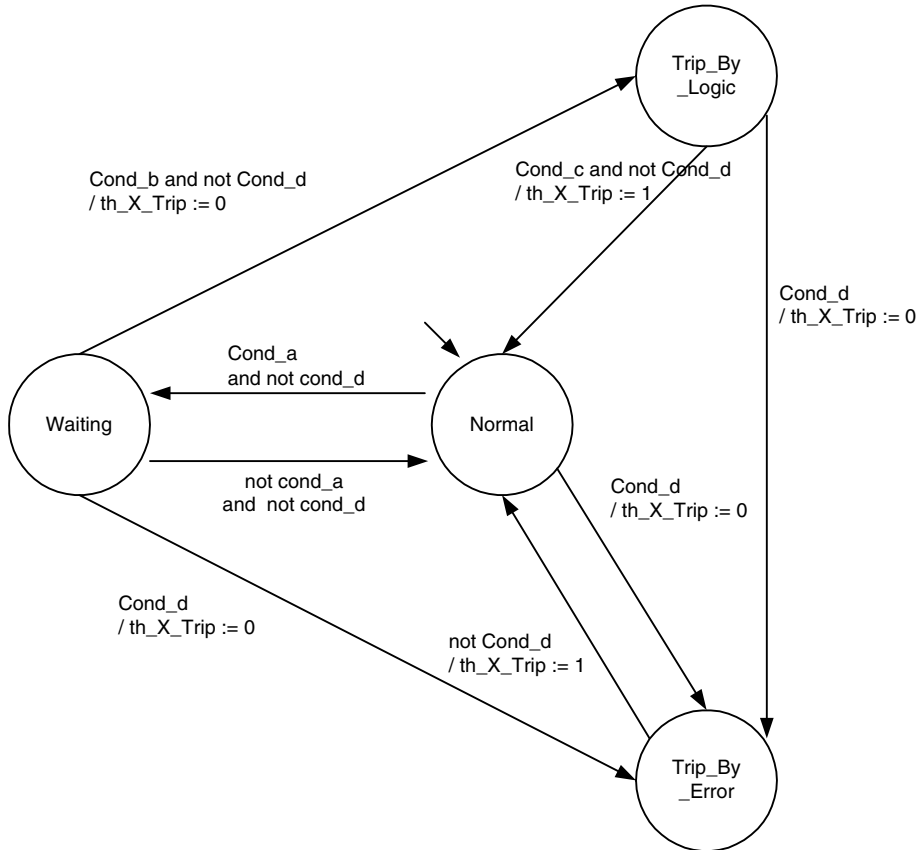 Trip_By
_Logic
Cond_b and not Cond_d
/ th_X_Trip := 0
Cond_c and not Cond_d
/ th_X_Trip := 1
Cond_d
/ th_X_Trip := 0
Cond_a
and not cond_d
Waiting
Normal
not cond_a
and not cond_d
Cond_d
/ th_X_Trip := 0
Cond_d
/ th_X_Trip := 0
not Cond_d
/ th_X_Trip := 1
Trip_By
_Error